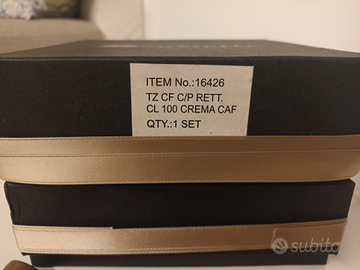 ITEM No.:16426
TZ CF C/P RETT.
CL 100 CREMA CAF
QTY.:1 SET
subito